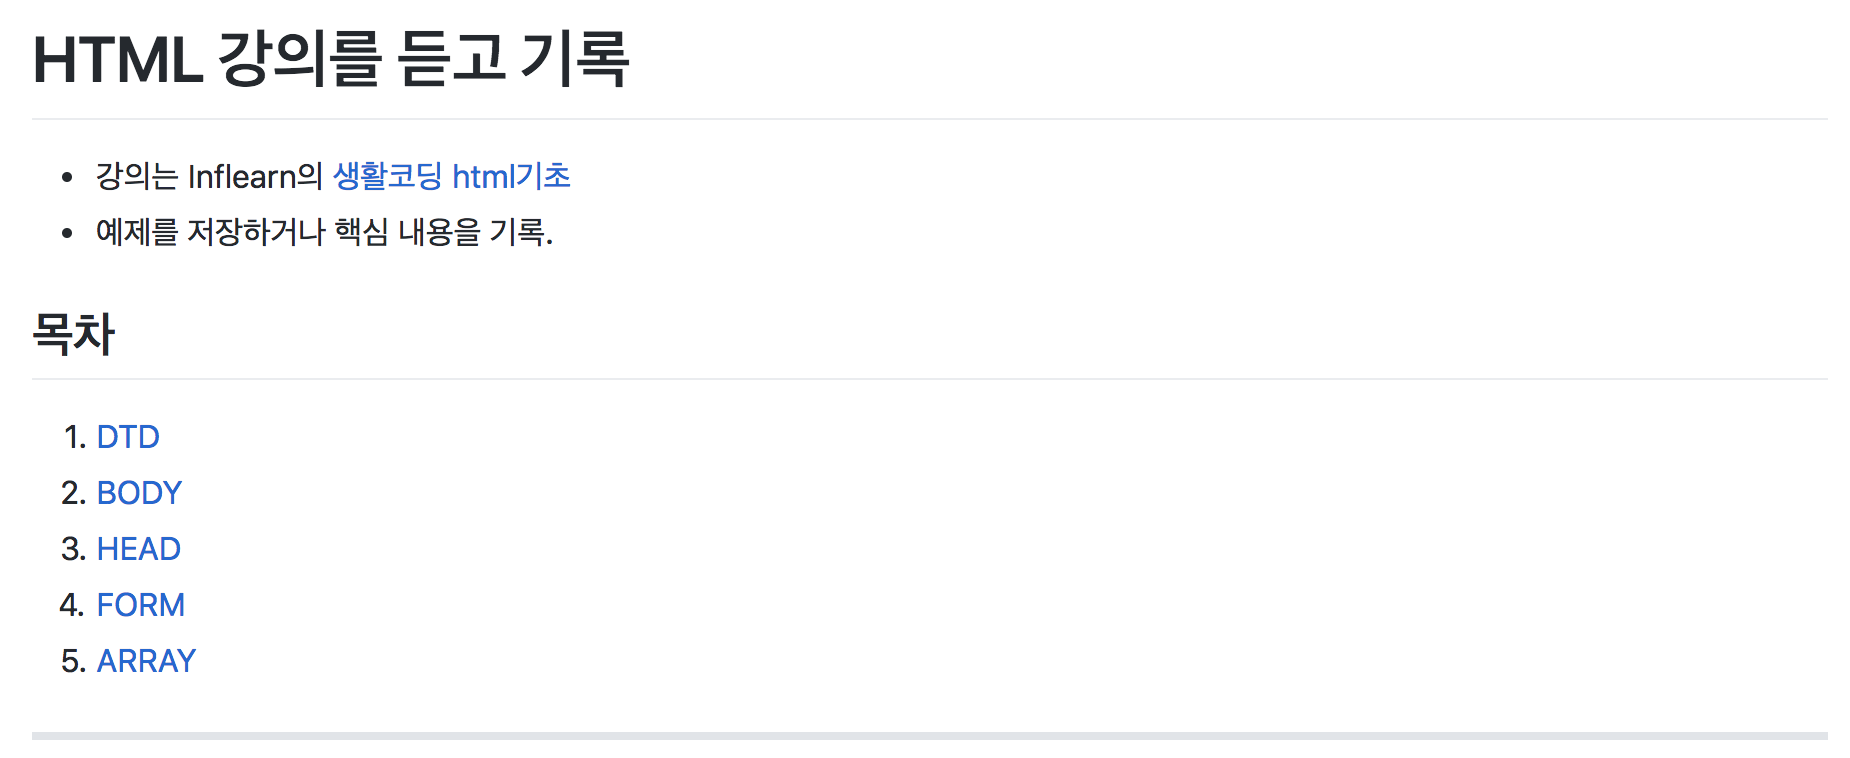 HTML 강의를 듣고 기록
• 강의는 Inflearn의 생활코딩 html기초
• 예제를 저장하거나 핵심 내용을 기록.
목차
1. DTD
2. BODY
3. HEAD
4. FORM
5. ARRAY